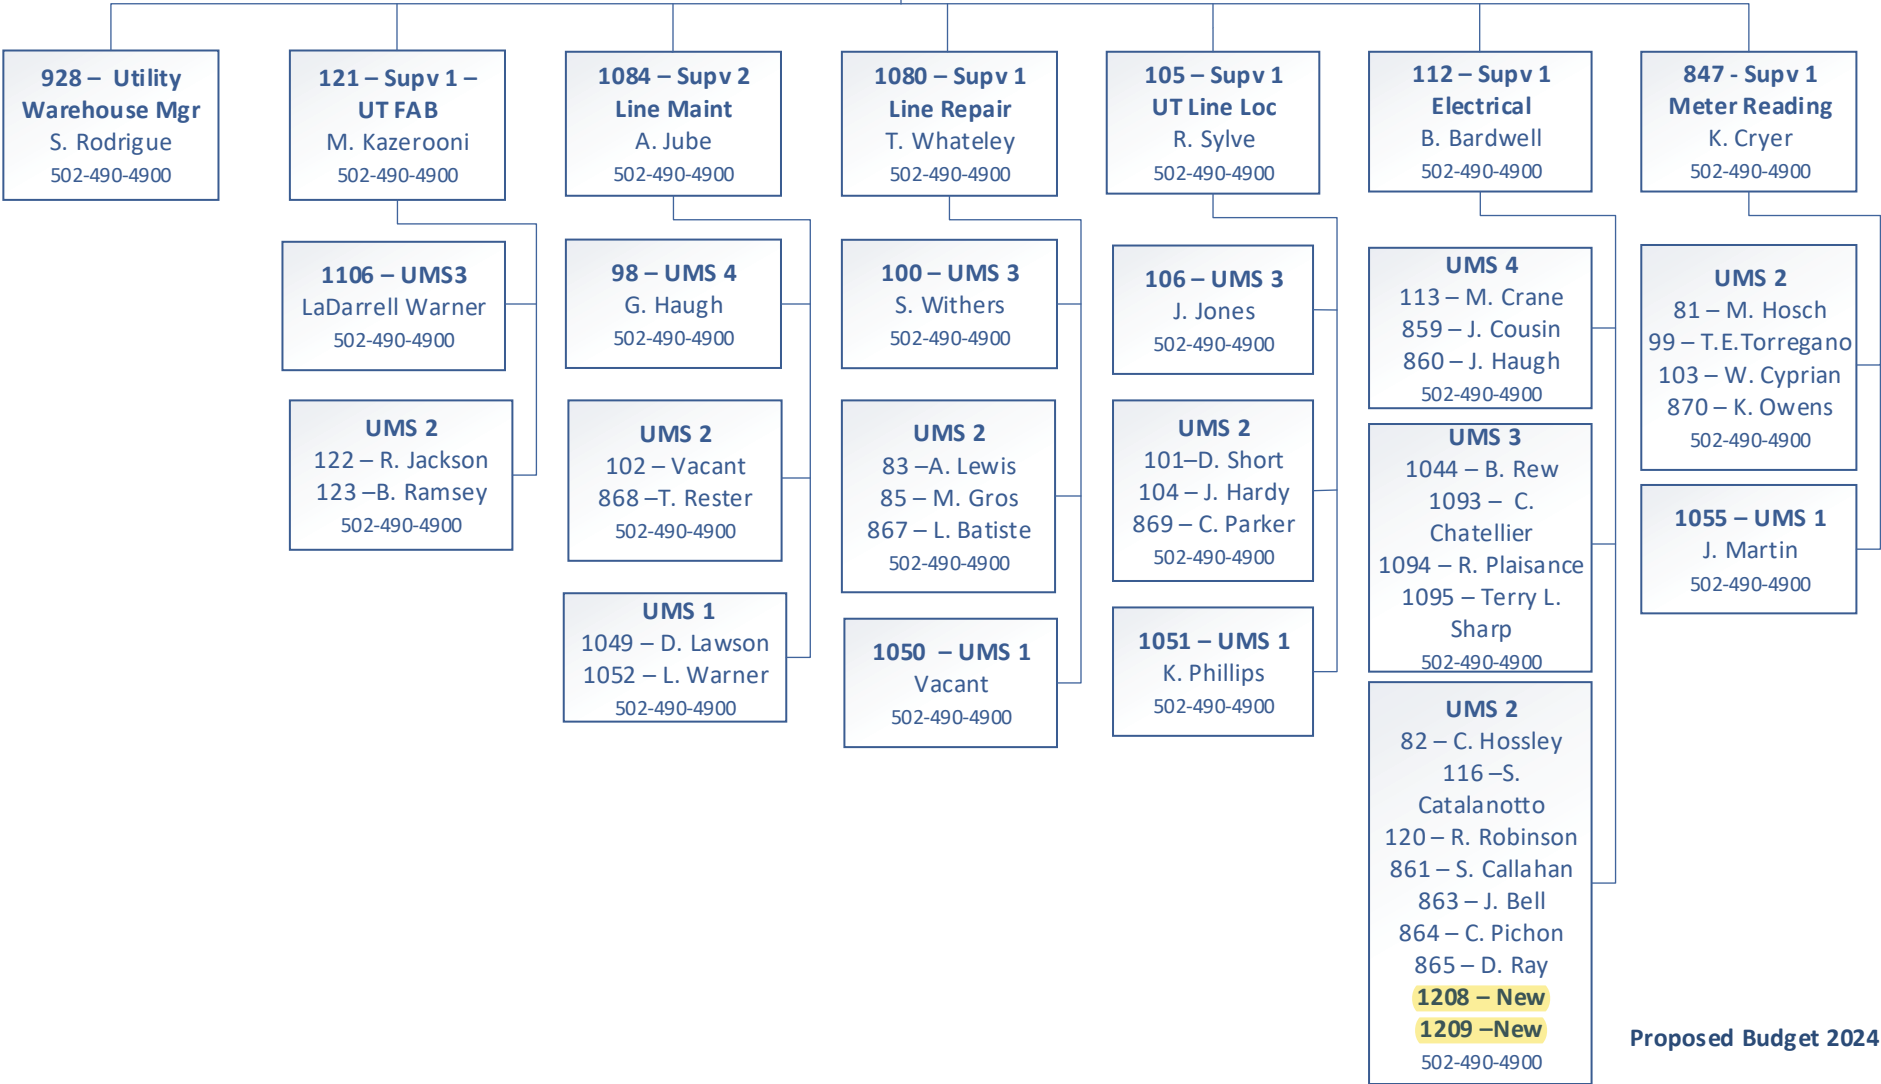 928 – Utility
Warehouse Mgr
S. Rodrigue
502-490-4900
121 – Supv 1 –
UT FAB
M. Kazerooni
502-490-4900
1106 – UMS3
LaDarrell Warner
502-490-4900
UMS 2
122 – R. Jackson
123 –B. Ramsey
502-490-4900
1084 – Supv 2
Line Maint
A. Jube
502-490-4900
98 – UMS 4
G. Haugh
502-490-4900
UMS 2
102 – Vacant
868 –T. Rester
502-490-4900
UMS 1
1049 – D. Lawson
1052 – L. Warner
502-490-4900
1080 – Supv 1
Line Repair
T. Whateley
502-490-4900
100 – UMS 3
S. Withers
502-490-4900
UMS 2
83 –A. Lewis
85 – M. Gros
867 – L. Batiste
502-490-4900
1050 – UMS 1
Vacant
502-490-4900
105 – Supv 1
UT Line Loc
R. Sylve
502-490-4900
106 – UMS 3
J. Jones
502-490-4900
UMS 2
101–D. Short
104 – J. Hardy
869 – C. Parker
502-490-4900
1051 – UMS 1
K. Phillips
502-490-4900
112 – Supv 1
Electrical
B. Bardwell
502-490-4900
UMS 4
113 – M. Crane
859 – J. Cousin
860 – J. Haugh
502-490-4900
UMS 3
1044 – B. Rew
1093 – C.
Chatellier
1094 – R. Plaisance
1095 – Terry L.
Sharp
502-490-4900
UMS 2
82 – C. Hossley
116 –S.
Catalanotto
120 – R. Robinson
861 – S. Callahan
863 – J. Bell
864 – C. Pichon
865 – D. Ray
1208 – New
1209 –New
502-490-4900
847 - Supv 1
Meter Reading
K. Cryer
502-490-4900
UMS 2
81 – M. Hosch
99 – T.E.Torregano
103 – W. Cyprian
870 – K. Owens
502-490-4900
1055 – UMS 1
J. Martin
502-490-4900
Proposed Budget 2024